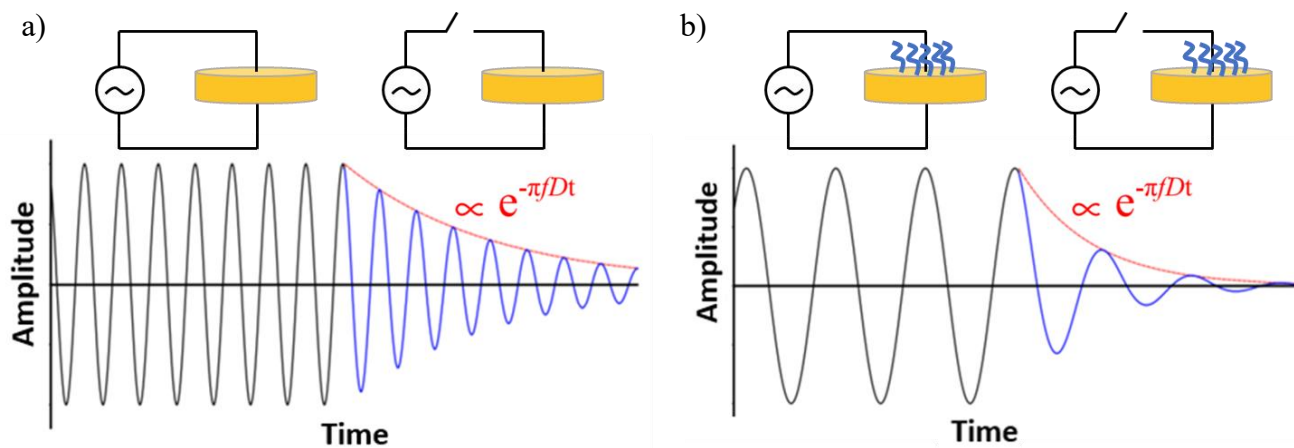 a)
∝ e^-πfDt
Amplitude
Time
b)
∝ e^-πfDt
Amplitude
Time